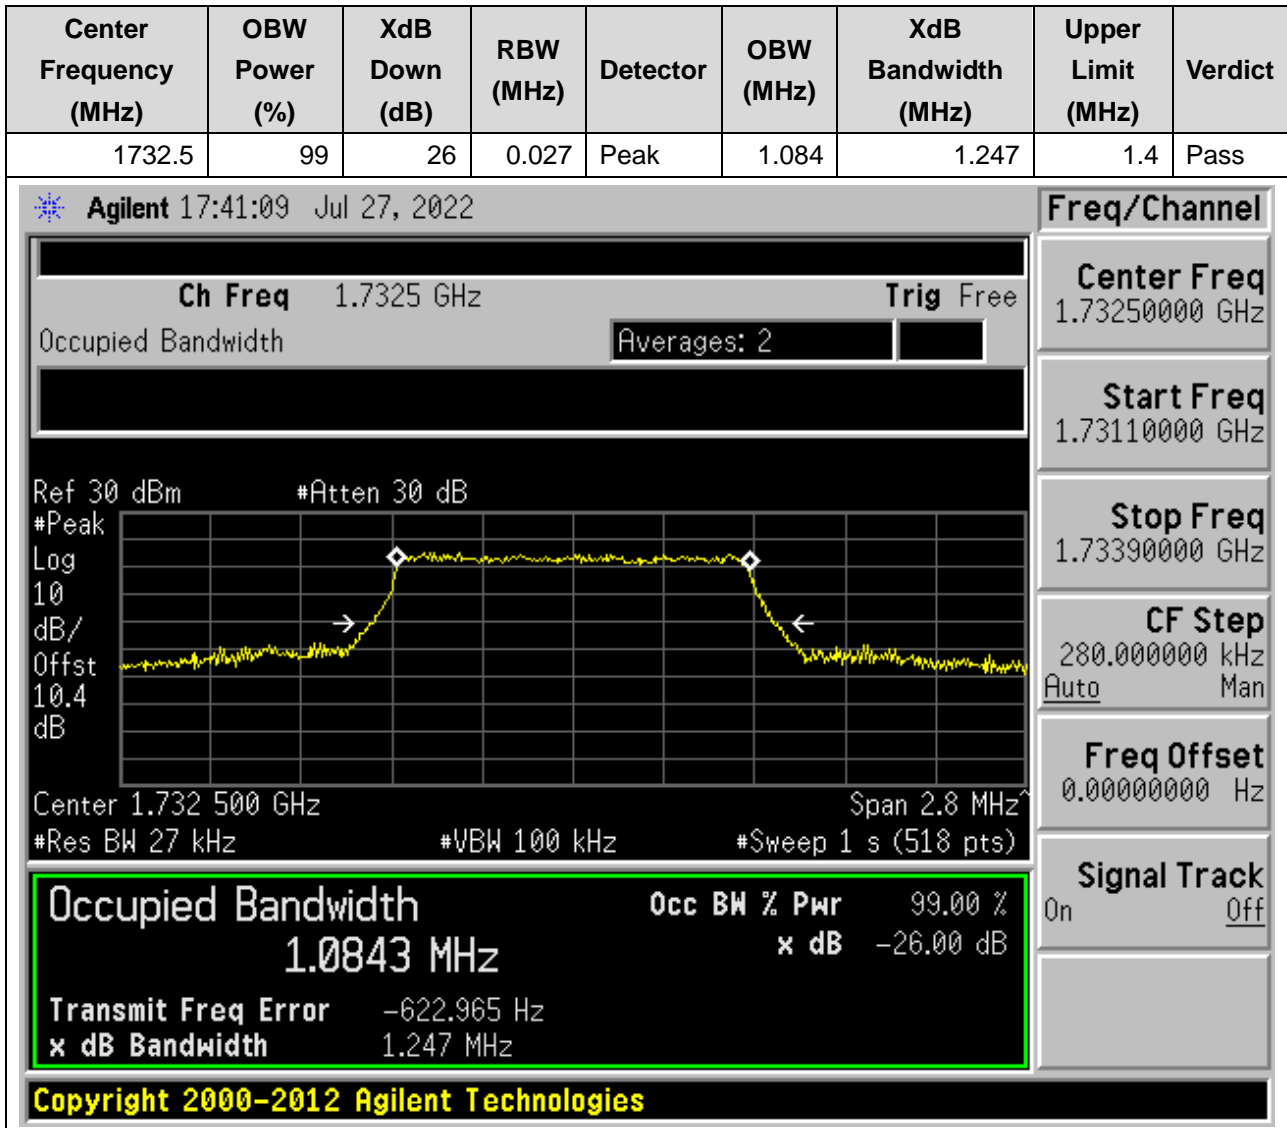 Center Frequency (MHz) OBW Power (%) XdB Down (dB) RBW (MHz) Detector OBW (MHz) XdB Bandwidth (MHz) Upper Limit (MHz) Verdict
1732.5 99 26 0.027 Peak 1.084 1.247 1.4 Pass
Agilent 17:41:09 Jul 27, 2022
Freq/Channel
Ch Freq 1.7325 GHz Trig Free
Occupied Bandwidth Averages: 2
Center Freq
1.73250000 GHz
Start Freq
1.73110000 GHz
Stop Freq
1.73390000 GHz
CF Step
280.000000 kHz
Auto Man
Freq Offset
0.00000000 Hz
Signal Track
On Off
Ref 30 dBm #Atten 30 dB
#Peak
Log
10
dB/
Offst
10.4
dB
Center 1.732 500 GHz Span 2.8 MHz^
#Res BW 27 kHz #VBW 100 kHz #Sweep 1 s (518 pts)
Occupied Bandwidth Occ BW % Pwr 99.00 %
1.0843 MHz x dB -26.00 dB
Transmit Freq Error -622.965 Hz
x dB Bandwidth 1.247 MHz
Copyright 2000-2012 Agilent Technologies